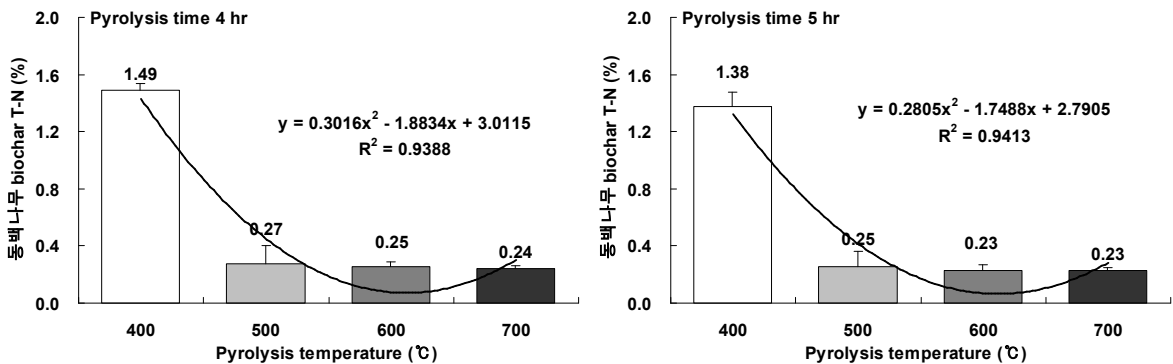 Pyrolysis time 4 hr
동백나무 biochar T-N (%)
2.0
1.6
1.2
0.8
0.4
0.0
1.49
0.27
0.25
0.24
y = 0.3016x² - 1.8834x + 3.0115
R² = 0.9388
400 500 600 700
Pyrolysis temperature (℃)
Pyrolysis time 5 hr
동백나무 biochar T-N (%)
2.0
1.6
1.2
0.8
0.4
0.0
1.38
0.25
0.23
0.23
y = 0.2805x² - 1.7488x + 2.7905
R² = 0.9413
400 500 600 700
Pyrolysis temperature (℃)